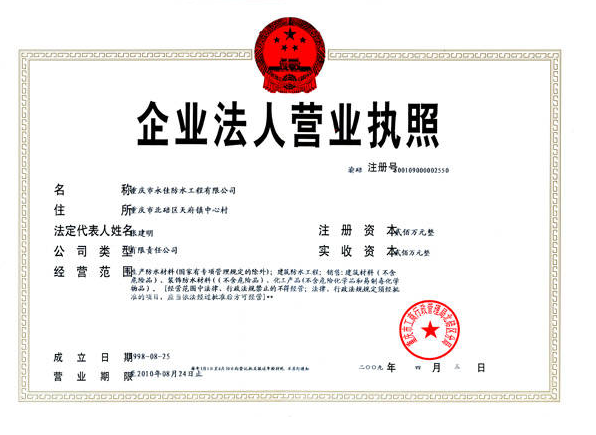 企业法人营业执照
渝碚 注册号 500109000002550
名 称 重庆市永佳防水工程有限公司
住 所 重庆市北碚区天府镇中心村
法定代表人姓名 张建明 注 册 资 本 贰佰万元整
公 司 类 型 有限责任公司 实 收 资 本 贰佰万元整
经 营 范 围 生产防水材料(国家有专项管理规定的除外);建筑防水工程;销售:建筑材料(不含
危险品)、装饰防水材料((不含危险品)、化工产品(不含危险化学品和易制毒化学
物品)、[经营范围中法律、行政法规禁止的不得经营;法律、行政法规规定须经批
准的项目,应当依法经过批准后方可经营]**
重庆市工商行政管理局北碚区分局
成 立 日 期 1998-08-25
营 业 期 限 至2010年08月24日止
二00九 年 四 月 三 日